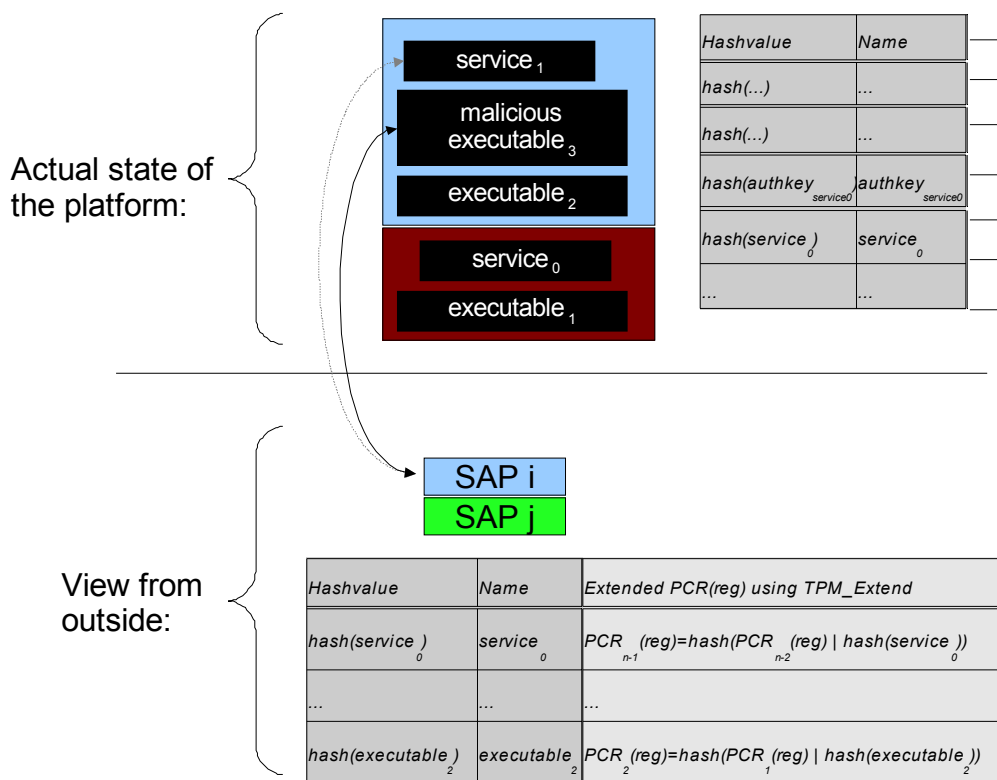 service 1
malicious
executable 3
executable 2
service 0
executable 1
Actual state of
the platform:
Hashvalue Name
hash(...) ...
hash(...) ...
hash(authkey service0) authkey service0
hash(service 0) service 0
... ...
SAP i
SAP j
View from
outside:
Hashvalue Name Extended PCR(reg) using TPM_Extend
hash(service 0) service 0 PCR n-1 (reg)=hash(PCR n-2 (reg) | hash(service 0))
... ... ...
hash(executable 2) executable 2 PCR 2 (reg)=hash(PCR 1 (reg) | hash(executable 2))